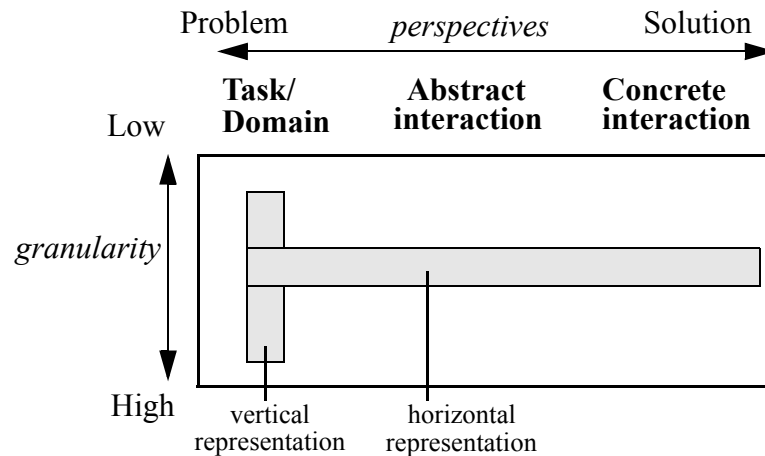 Problem perspectives Solution
Task/ Abstract Concrete
Domain interaction interaction
Low
granularity
High
vertical horizontal
representation representation